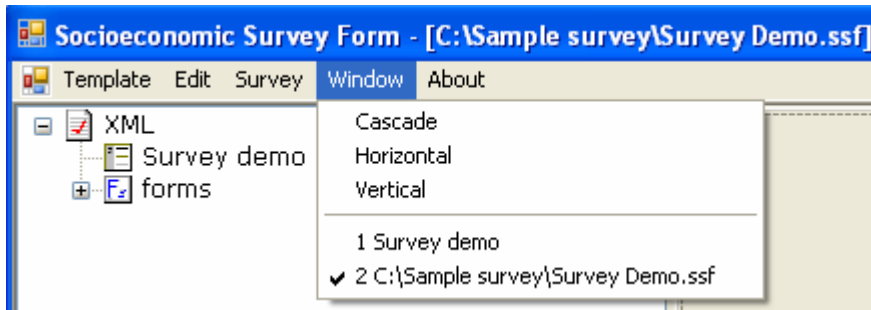 Socioeconomic Survey Form - [C:\Sample survey\Survey Demo.ssf]
Template Edit Survey Window About
XML
Survey demo
forms
Cascade
Horizontal
Vertical
1 Survey demo
2 C:\Sample survey\Survey Demo.ssf